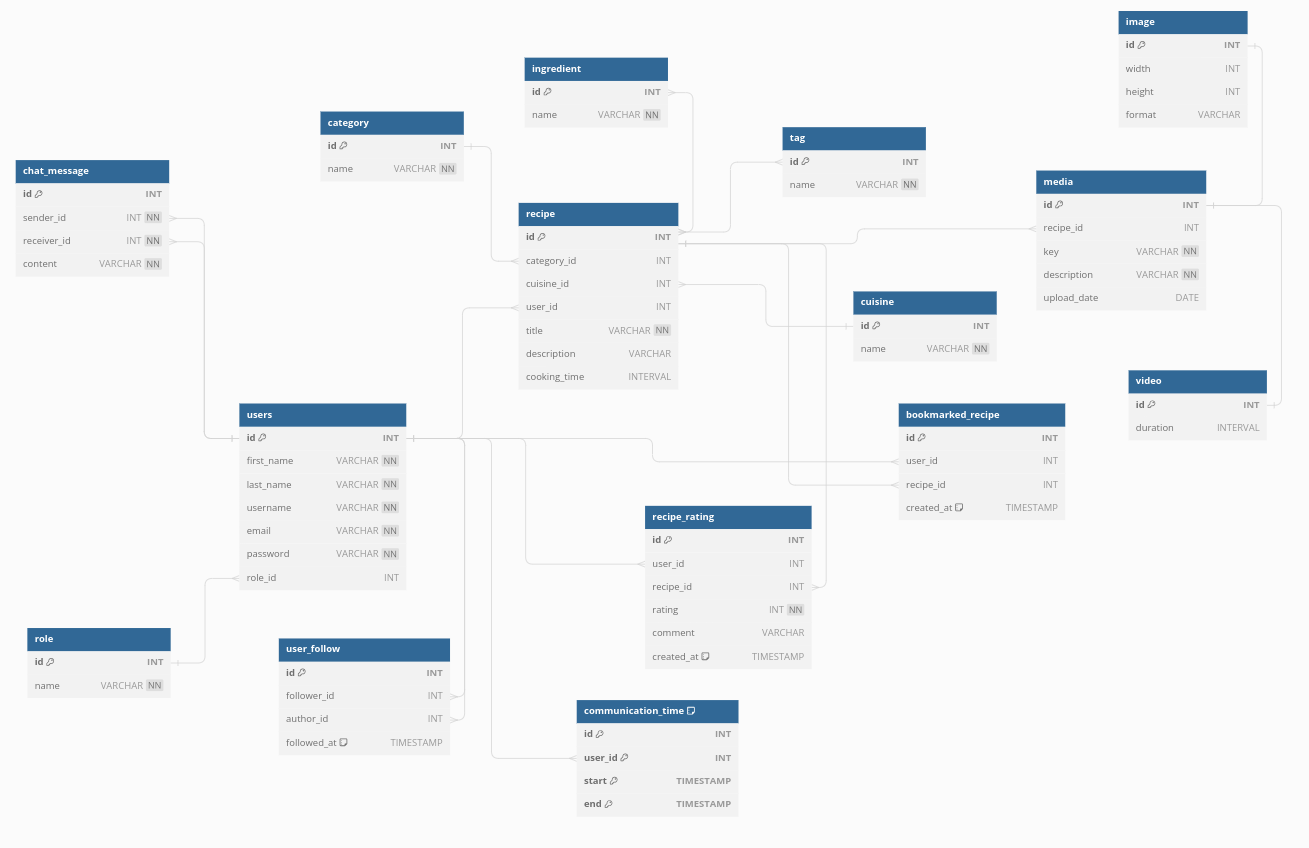 image
id INT
width INT
height INT
format VARCHAR
ingredient
id INT
name VARCHAR NN
category
id INT
name VARCHAR NN
tag
id INT
name VARCHAR NN
chat_message
id INT
sender_id INT NN
receiver_id INT NN
content VARCHAR NN
media
id INT
recipe_id INT
key VARCHAR NN
description VARCHAR NN
upload_date DATE
recipe
id INT
category_id INT
cuisine_id INT
user_id INT
title VARCHAR NN
description VARCHAR
cooking_time INTERVAL
cuisine
id INT
name VARCHAR NN
video
id INT
duration INTERVAL
users
id INT
first_name VARCHAR NN
last_name VARCHAR NN
username VARCHAR NN
email VARCHAR NN
password VARCHAR NN
role_id INT
bookmarked_recipe
id INT
user_id INT
recipe_id INT
created_at TIMESTAMP
recipe_rating
id INT
user_id INT
recipe_id INT
rating INT NN
comment VARCHAR
created_at TIMESTAMP
role
id INT
name VARCHAR NN
user_follow
id INT
follower_id INT
author_id INT
followed_at TIMESTAMP
communication_time
id INT
user_id INT
start TIMESTAMP
end TIMESTAMP